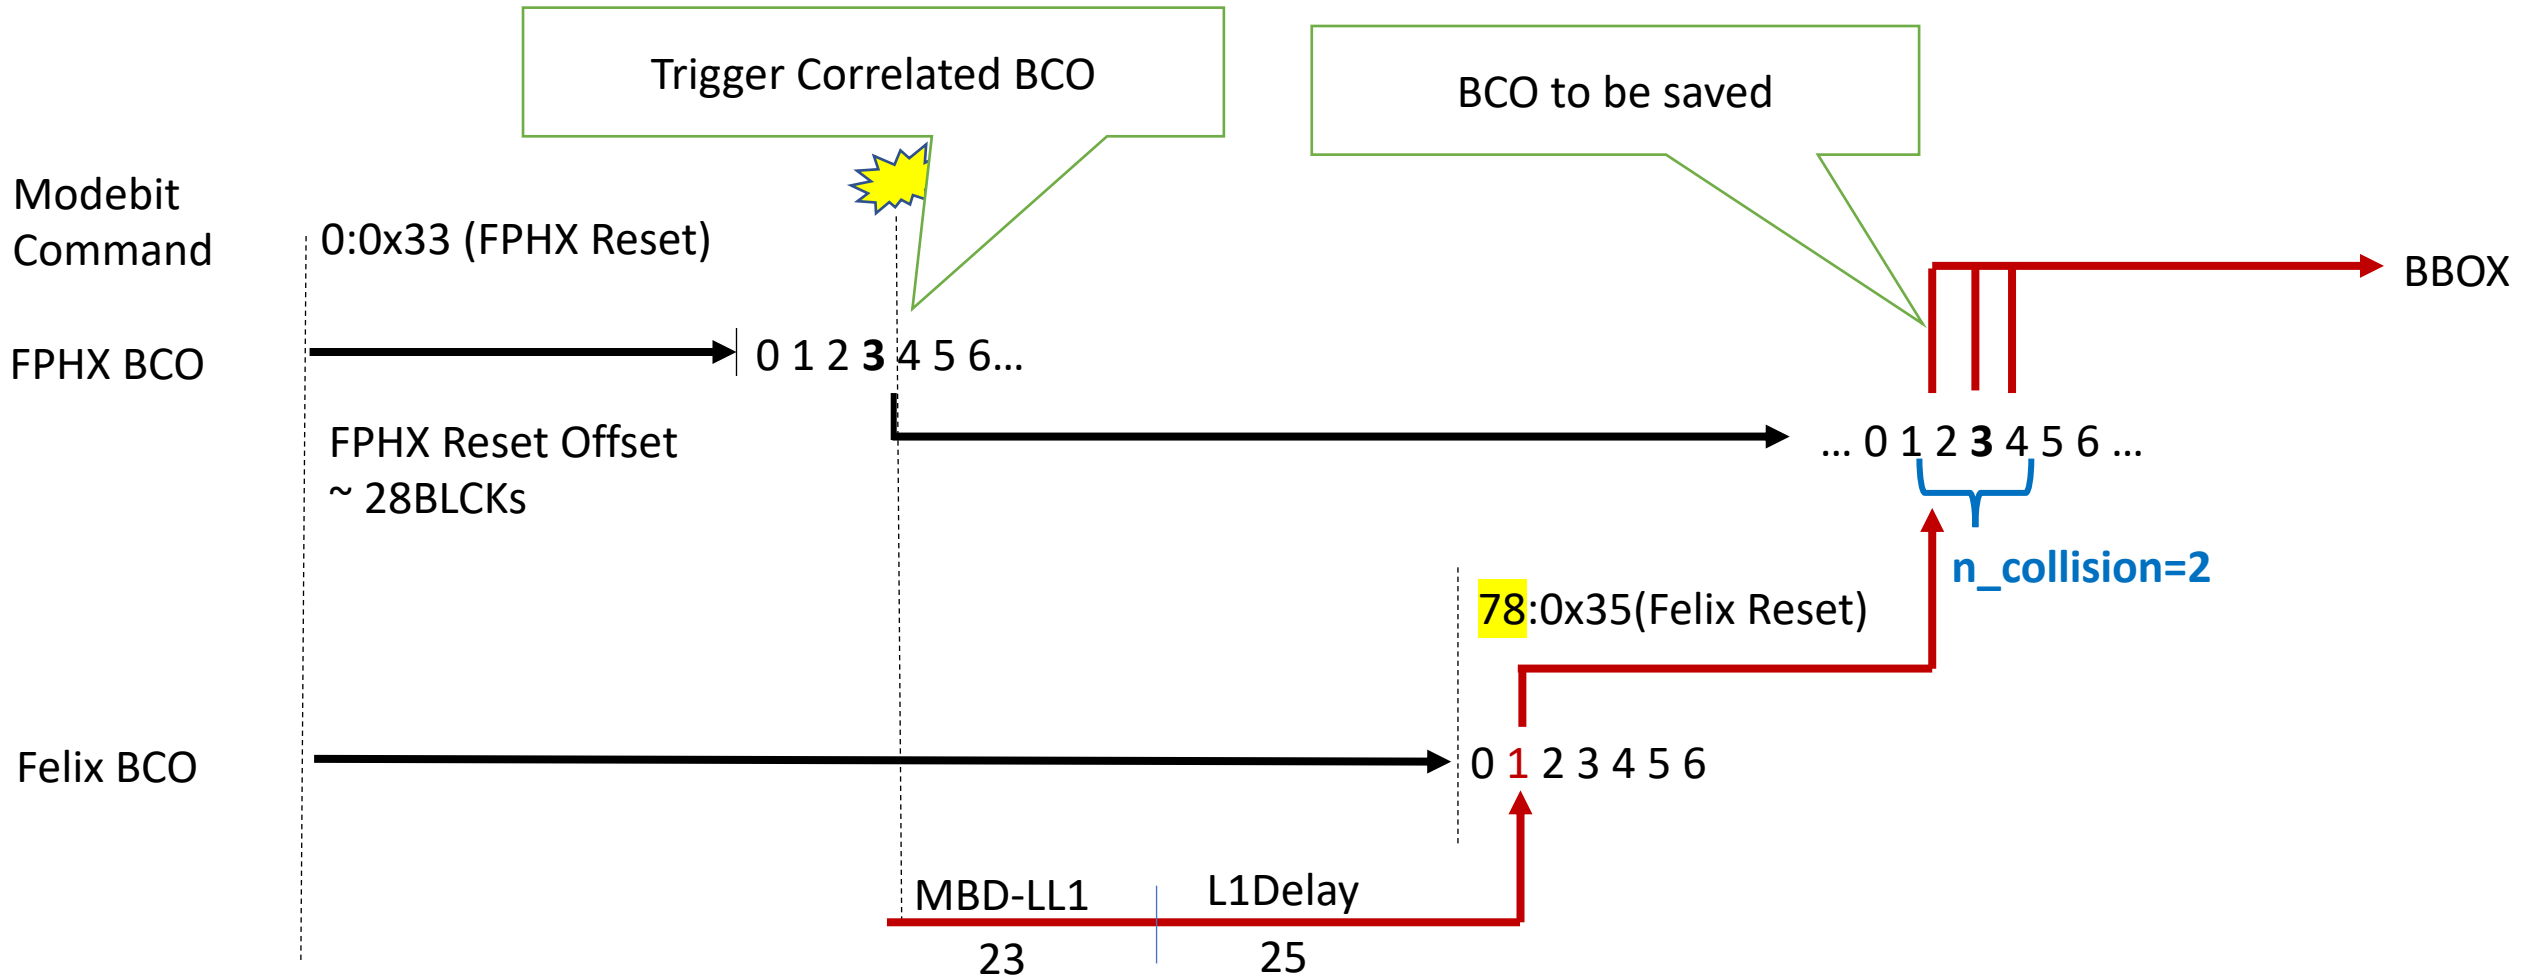 Trigger Correlated BCO
BCO to be saved
Modebit
Command
0:0x33 (FPHX Reset)
BBOX
FPHX BCO
0 1 2 3 4 5 6...
FPHX Reset Offset
~ 28BLCKs
... 0 1 2 3 4 5 6 ...
n_collision=2
78:0x35(Felix Reset)
Felix BCO
0 1 2 3 4 5 6
MBD-LL1
L1Delay
23
25